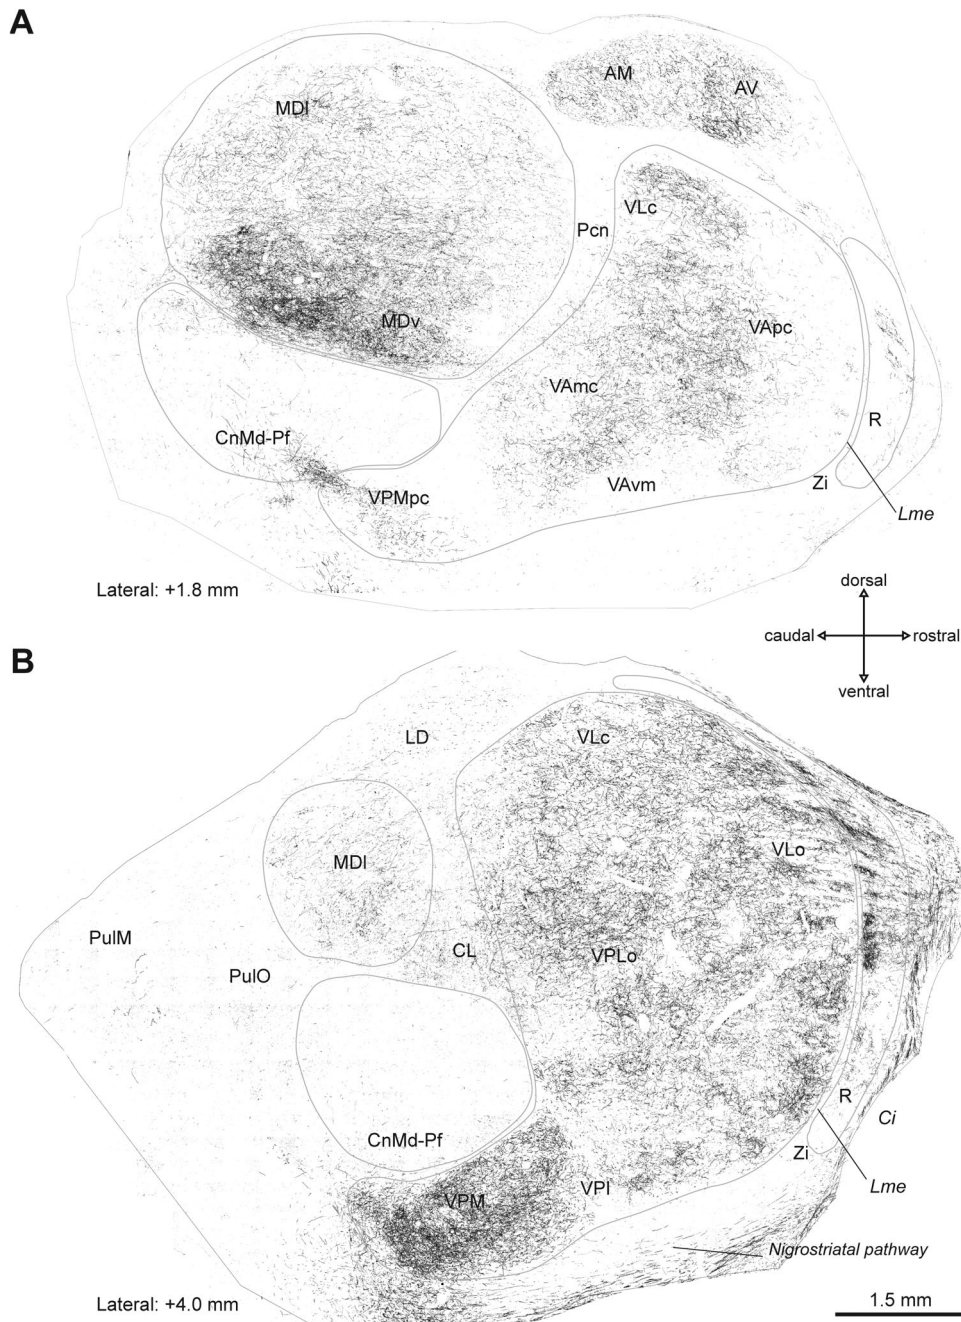 A
AM
AV
MDl
VLc
Pcn
MDv
VApc
VAmc
R
CnMd-Pf
VPMpc
VAvm
Zi
Lme
Lateral: +1.8 mm
dorsal
caudal
rostral
ventral
B
LD
VLc
MDl
VLo
PulM
PulO
CL
VPLo
R
Ci
CnMd-Pf
Zi
VPM
VPI
Lme
Nigrostriatal pathway
Lateral: +4.0 mm
1.5 mm